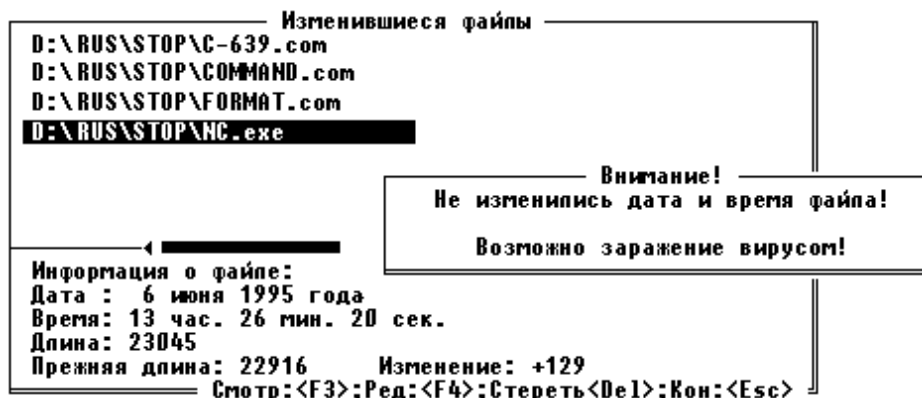 Изменившиеся файлы
D:\RUS\STOP\C-639.com
D:\RUS\STOP\COMMAND.com
D:\RUS\STOP\FORMAT.com
D:\RUS\STOP\NC.exe
Внимание!
Не изменились дата и время файла!
Возможно заражение вирусом!
Информация о файле:
Дата : 6 июня 1995 года
Время: 13 час. 26 мин. 20 сек.
Длина: 23045
Прежняя длина: 22916 Изменение: +129
Смотр:<F3>;Ред:<F4>;Стереть<Del>;Кон:<Esc>